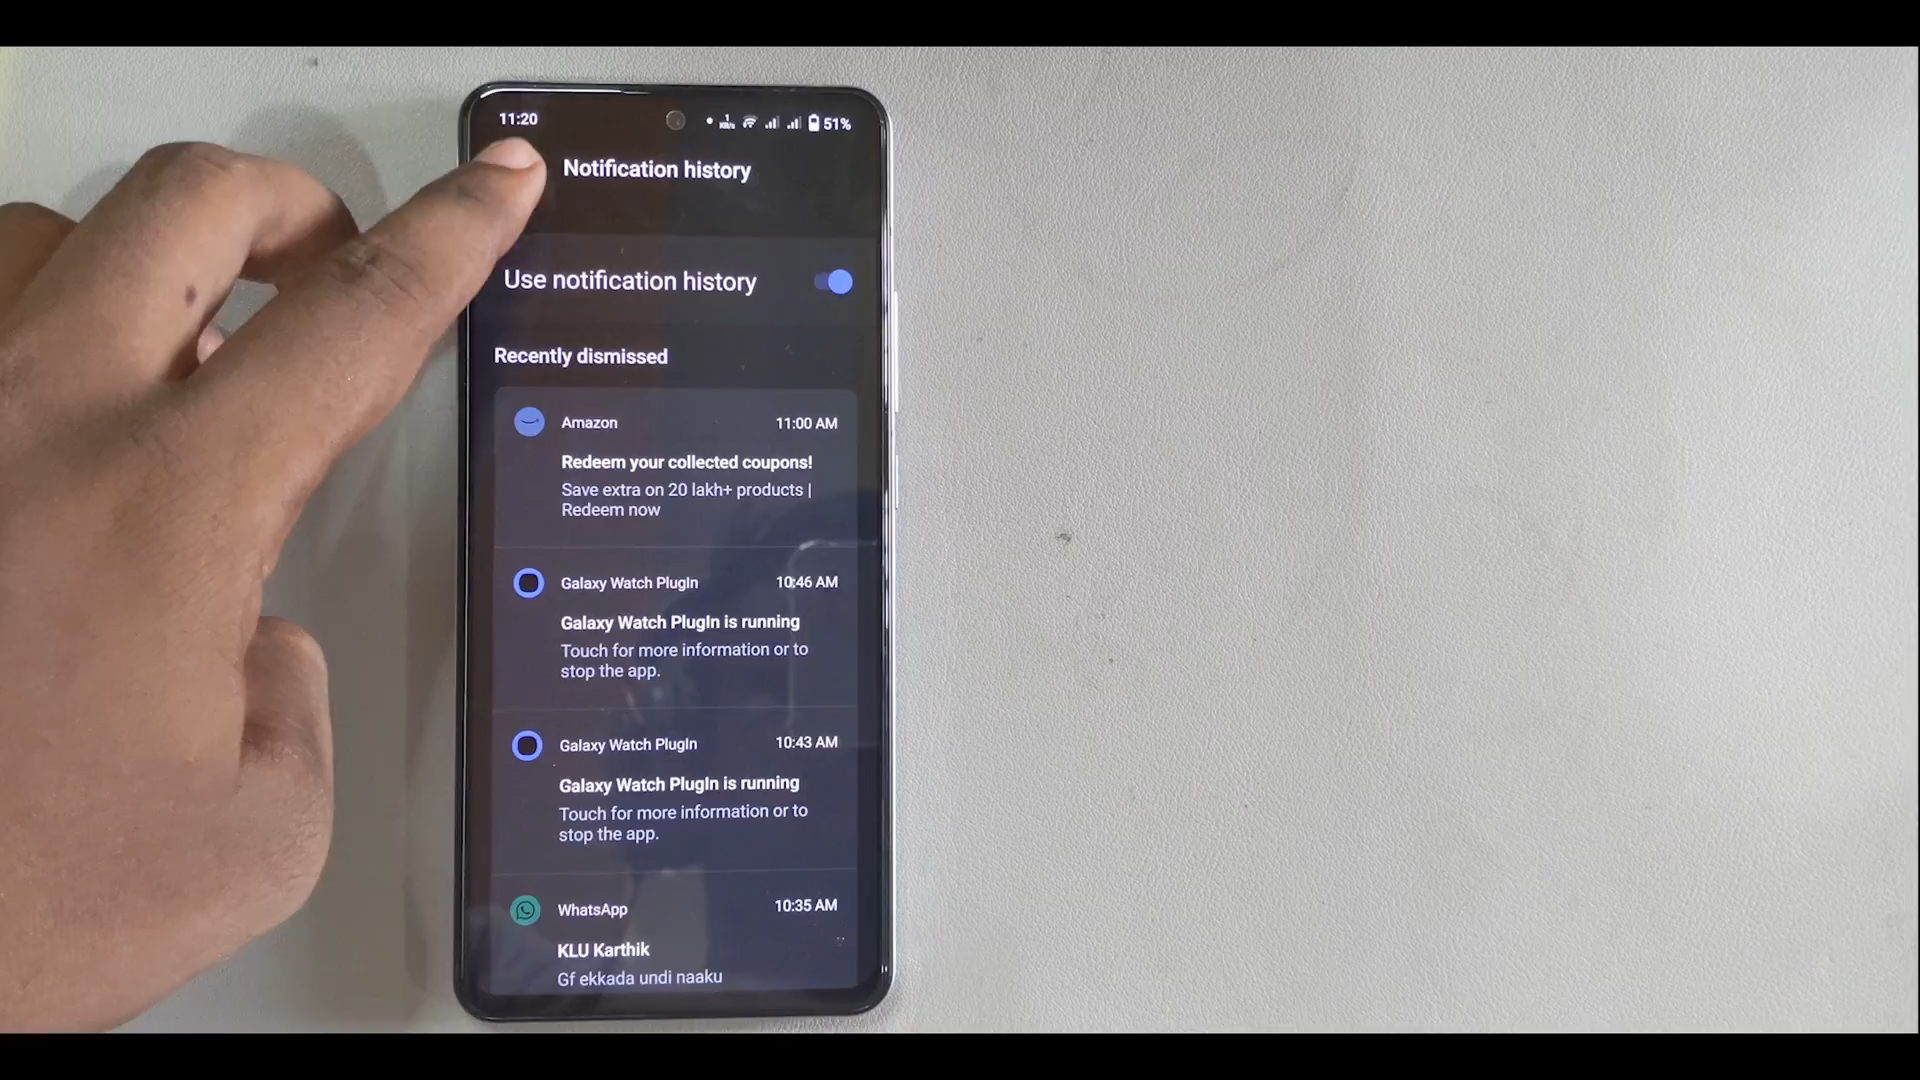 11:20
1
KB/s
51%
Notification history
Use notification history
Recently dismissed
Amazon 11:00 AM
Redeem your collected coupons!
Save extra on 20 lakh+ products |
Redeem now
Galaxy Watch PlugIn 10:46 AM
Galaxy Watch PlugIn is running
Touch for more information or to
stop the app.
Galaxy Watch PlugIn 10:43 AM
Galaxy Watch PlugIn is running
Touch for more information or to
stop the app.
WhatsApp 10:35 AM
KLU Karthik
Gf ekkada undi naaku